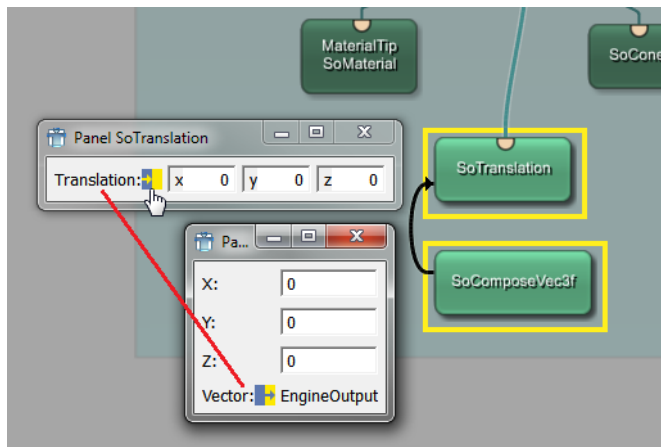 MaterialTip
SoMaterial
SoCone
Panel SoTranslation
Translation: x 0 y 0 z 0
SoTranslation
Pa...
X: 0
Y: 0
Z: 0
Vector: EngineOutput
SoComposeVec3f